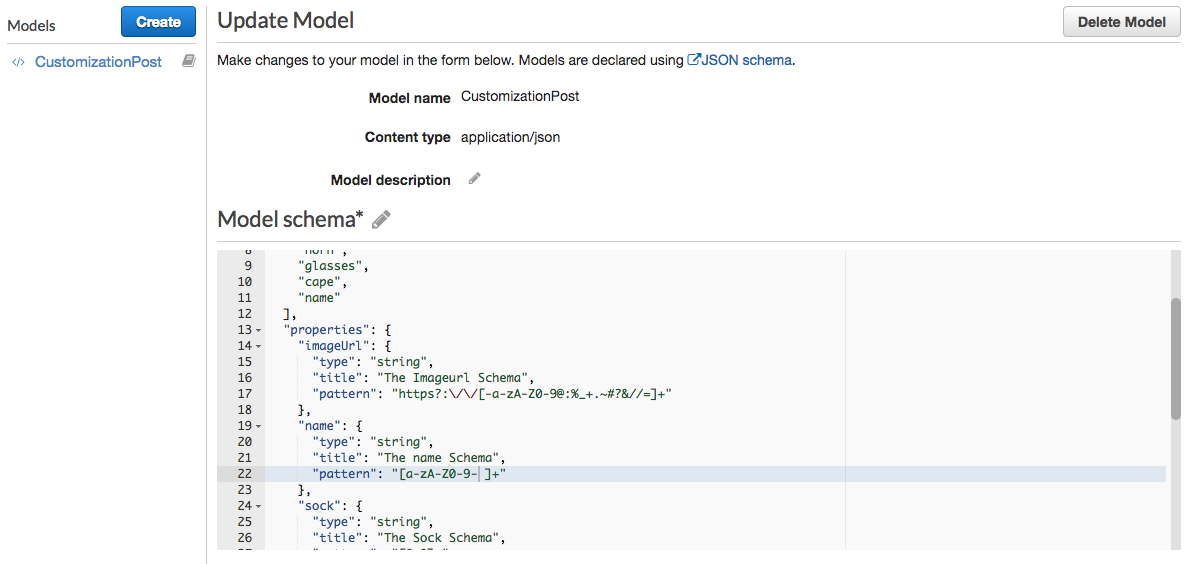 Models
Create
CustomizationPost
Update Model
Delete Model
Make changes to your model in the form below. Models are declared using JSON schema.
Model name CustomizationPost
Content type application/json
Model description
Model schema*
9 "glasses",
10 "cape",
11 "name"
12 ],
13 "properties": {
14 "imageUrl": {
15 "type": "string",
16 "title": "The Imageurl Schema",
17 "pattern": "https?:\/\/[-a-zA-Z0-9@:%_+.~#?&//=]+"
18 },
19 "name": {
20 "type": "string",
21 "title": "The name Schema",
22 "pattern": "[a-zA-Z0-9- ]+"
23 },
24 "sock": {
25 "type": "string",
26 "title": "The Sock Schema",